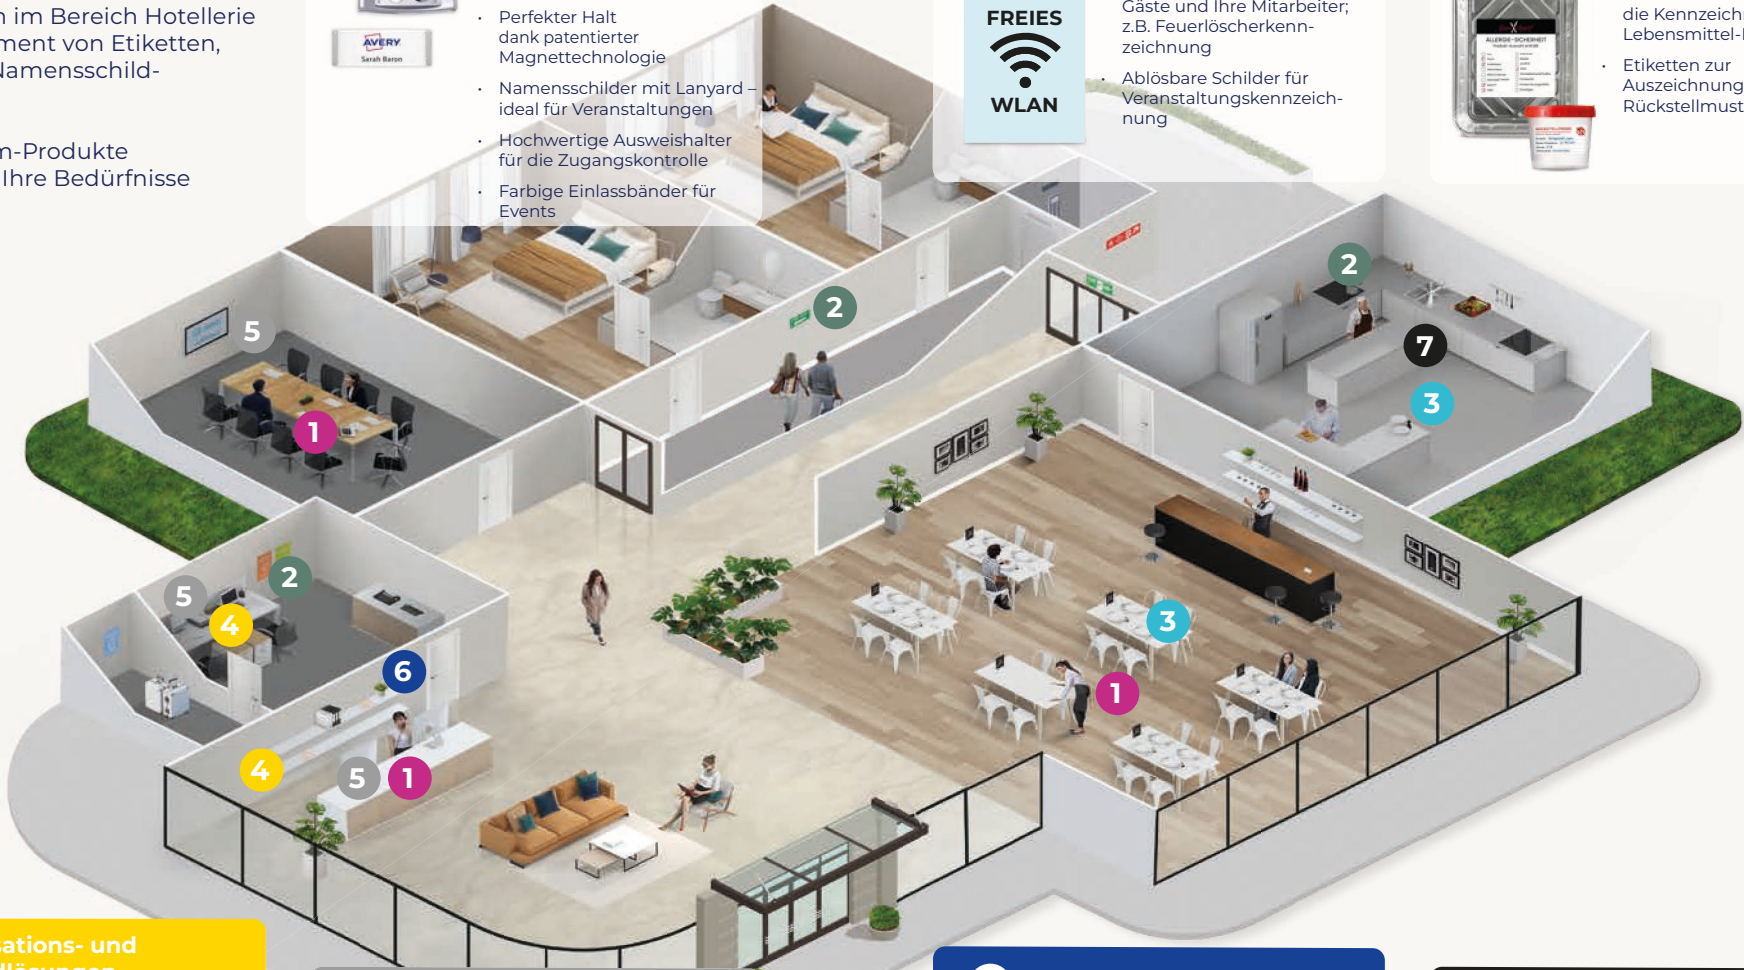 im Bereich Hotellerie
ment von Etiketten,
Namensschild-
m-Produkte
Ihre Bedürfnisse
AVERY
Sarah Baron
• Perfekter Halt
dank patentierter
Magnettechnologie
• Namensschilder mit Lanyard –
ideal für Veranstaltungen
• Hochwertige Ausweishalter
für die Zugangskontrolle
• Farbige Einlassbänder für
Events
FREIES
WLAN
Gäste und Ihre Mitarbeiter;
z.B. Feuerlöscherkenn-
zeichnung
• Ablösbare Schilder für
Veranstaltungskennzeich-
nung
ALLERGIE-SICHERHEIT
die Kennzeich
Lebensmittel-
• Etiketten zur
Auszeichnung
Rückstellmust
2
5
2
7
1
3
2
5
4
3
6
1
4
5
1
sations- und